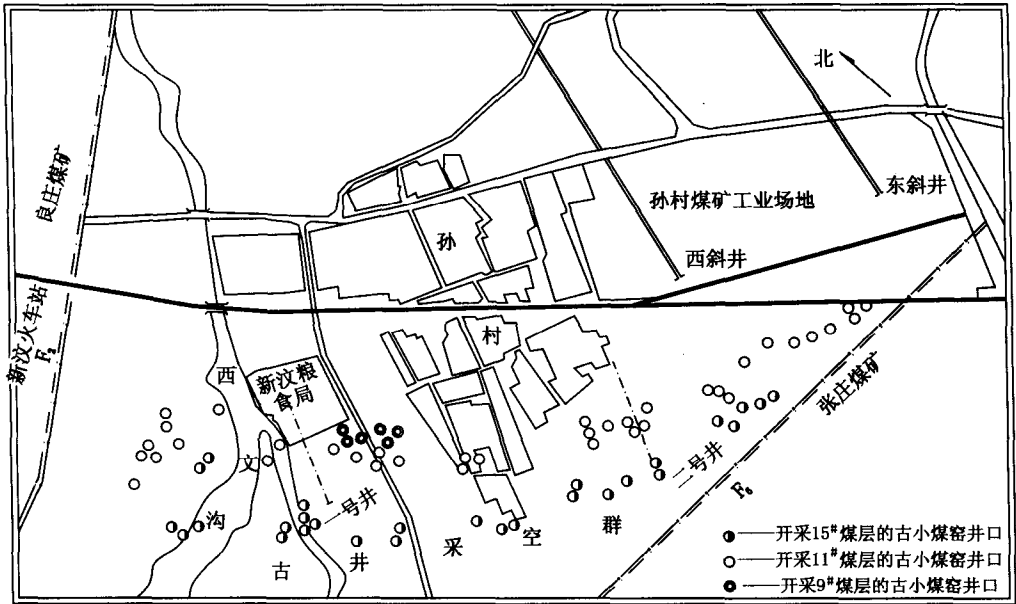 北
良庄煤矿
东斜井
孙村煤矿工业场地
孙
西斜井
新汶火车站
村
西
新汶粮
食局
张庄煤矿
文
一号井
二号井
F₆
沟
一号井
采
空
群
古
井
开采15#煤层的古小煤窑井口
开采11#煤层的古小煤窑井口
开采9#煤层的古小煤窑井口